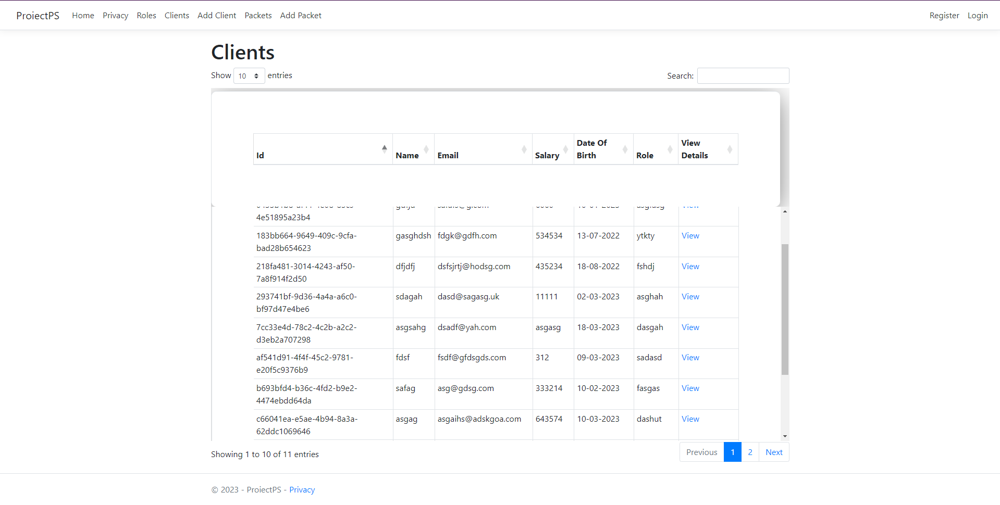 ProiectPS Home Privacy Roles Clients Add Client Packets Add Packet Register Login
Clients
Show 10 entries Search:
Id Name Email Salary Date Of Birth Role View Details
4e51895a23b4
183bb664-9649-409c-9cfa- gasghdsh fdgk@gdfh.com 534534 13-07-2022 ytkty View
bad28b654623
218fa481-3014-4243-af50- dfjdfj dsfsjrtj@hodsg.com 435234 18-08-2022 fshdj View
7a8f914f2d50
293741bf-9d36-4a4a-a6c0- sdagah dasd@sagasg.uk 11111 02-03-2023 asghah View
bf97d47e4be6
7cc33e4d-78c2-4c2b-a2c2- asgsahg dsadf@yah.com asgasg 18-03-2023 dasgah View
d3eb2a707298
af541d91-4f4f-45c2-9781- fdsf fsdf@gfdsgds.com 312 09-03-2023 sadasd View
e20f5c9376b9
b693bfd4-b36c-4fd2-b9e2- safag asg@gdsg.com 333214 10-02-2023 fasgas View
4474ebdd64da
c66041ea-e5ae-4b94-8a3a- asgag asgaihs@adskgoa.com 643574 10-03-2023 dashut View
62ddc1069646
Showing 1 to 10 of 11 entries Previous 1 2 Next
© 2023 - ProiectPS - Privacy